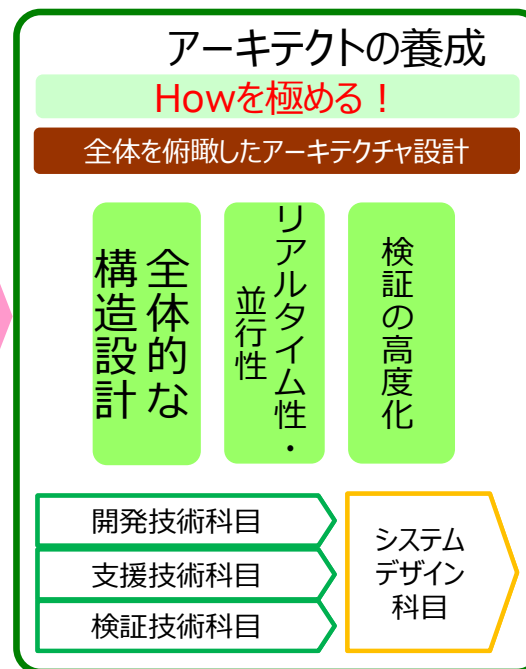 アーキテクトの養成
Howを極める！
全体を俯瞰したアーキテクチャ設計
全体的な
構造設計
リアルタイム性・
並行性
検証の高度化
開発技術科目
支援技術科目
検証技術科目
システム
デザイン
科目